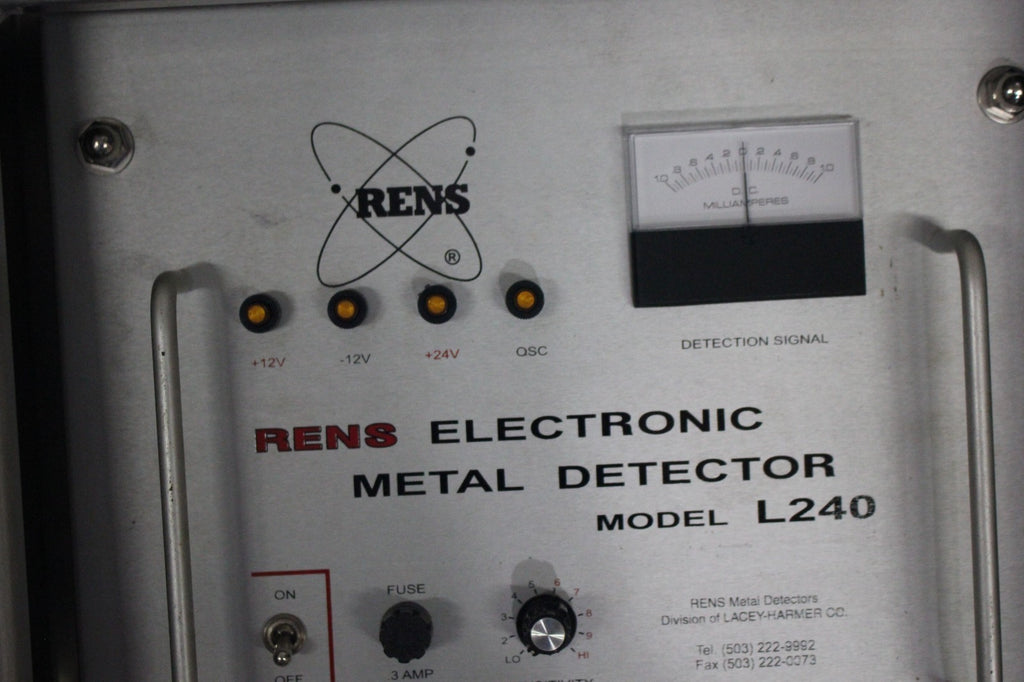 RENS
®
10 8 6 4 2 0 2 4 6 8 10
D.C.
MILLIAMPERES
+12V -12V +24V OSC
DETECTION SIGNAL
RENS ELECTRONIC
METAL DETECTOR
MODEL L240
ON
OFF
FUSE
3 AMP
LO 2 3 4 5 6 7 8 9 HI
RENS Metal Detectors
Division of LACEY-HARMER CO.
Tel. (503) 222-9992
Fax (503) 222-0073